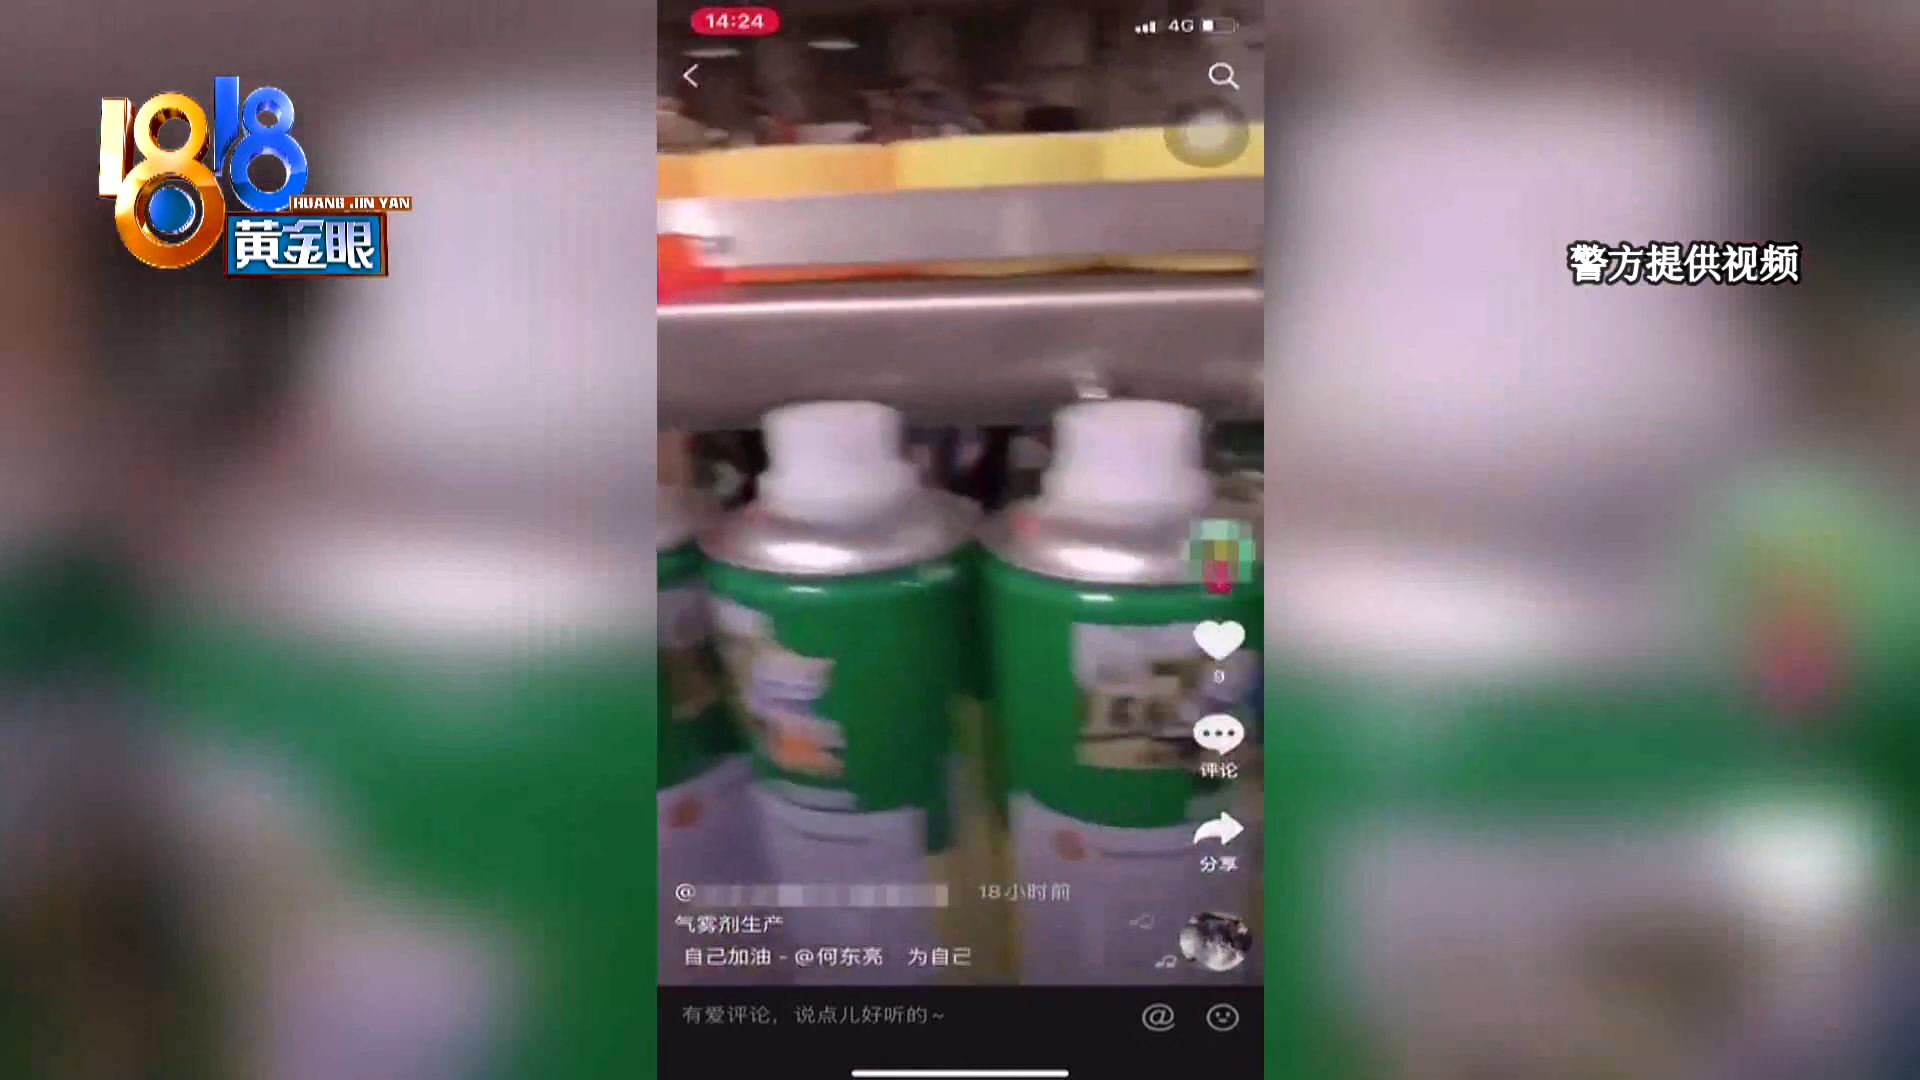 14:24
4G
1818
HUANG JIN YAN
黄金眼
警方提供视频
9
评论
分享
@
18小时前
气雾剂生产
自己加油 - @何东亮 为自己
有爱评论，说点儿好听的~
@